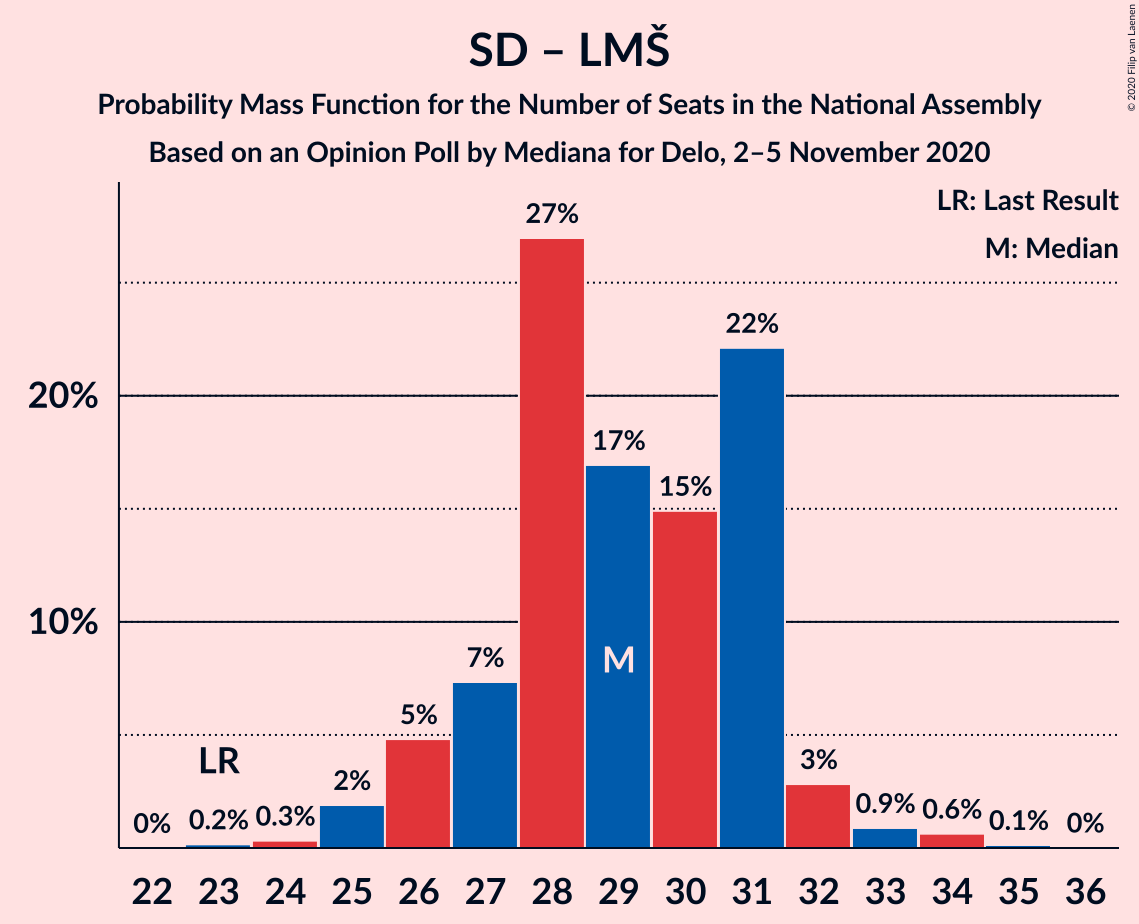 SD – LMŠ
Probability Mass Function for the Number of Seats in the National Assembly
Based on an Opinion Poll by Mediana for Delo, 2–5 November 2020
© 2020 Filip van Laenen
LR: Last Result
M: Median
27%
22%
20%
17%
15%
10%
7%
M
5%
LR
2%
3%
0%
0.2%
0.3%
0.9%
0.6%
0.1%
0%
22 23 24 25 26 27 28 29 30 31 32 33 34 35 36